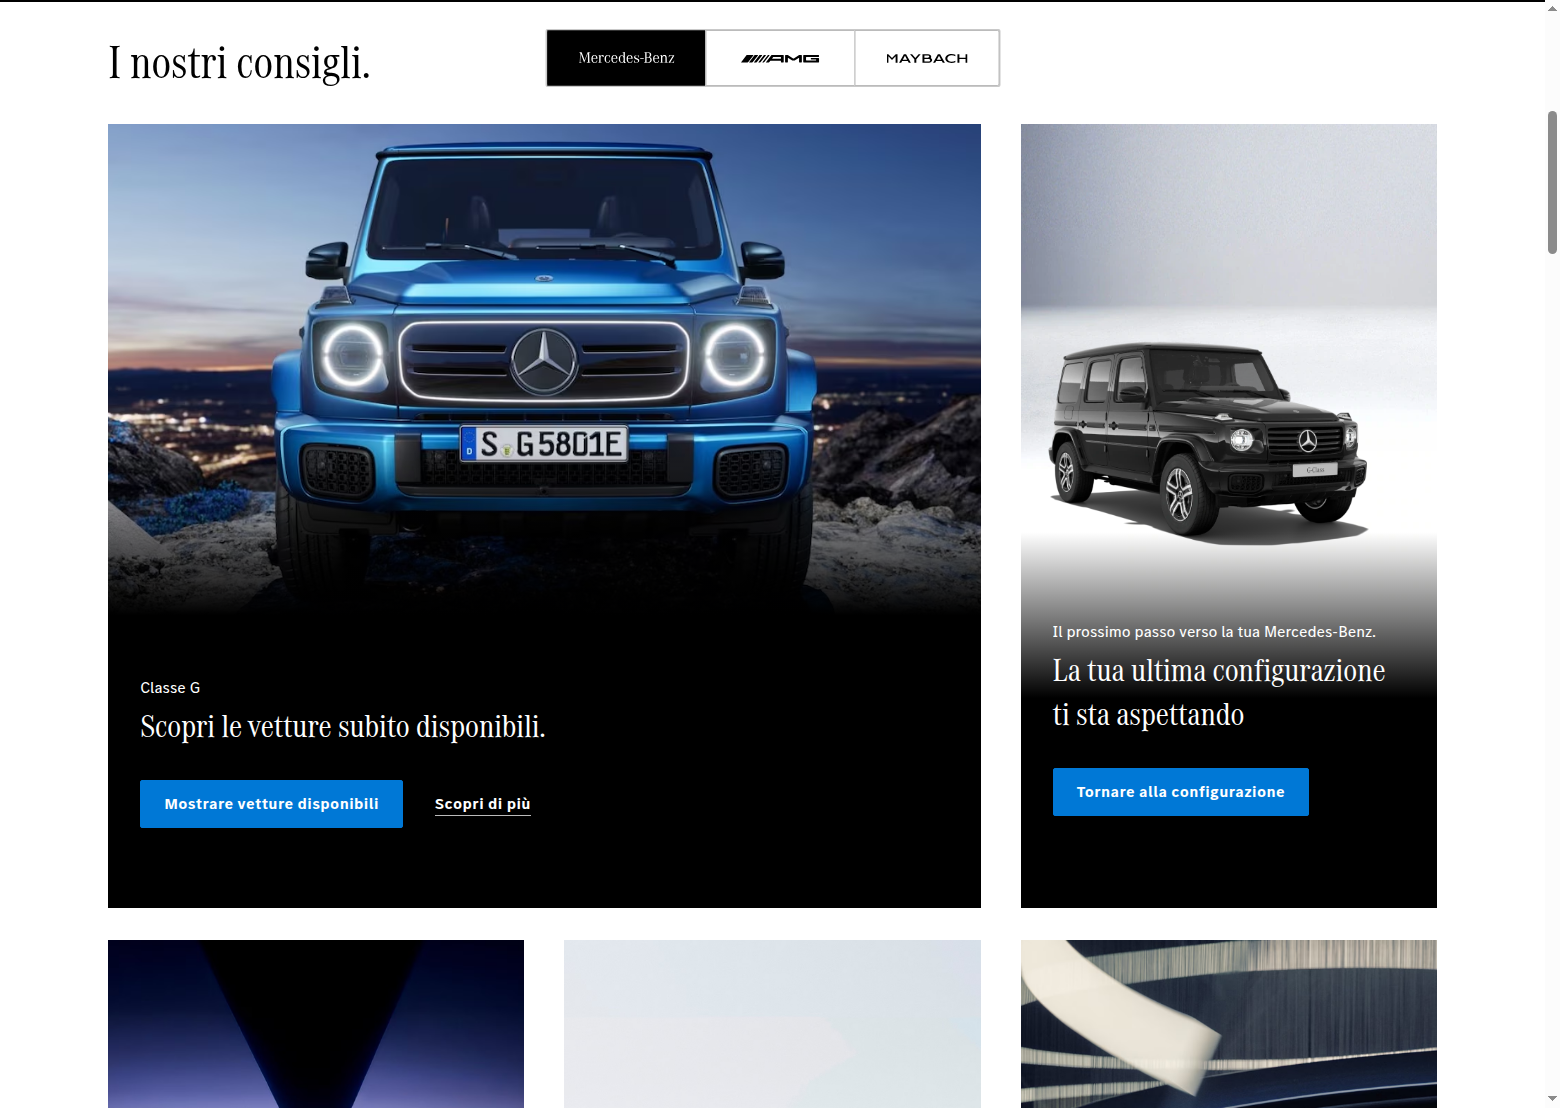 I nostri consigli.
Mercedes-Benz
AMG
MAYBACH
S G 5801E
D
Classe G
Scopri le vetture subito disponibili.
Mostrare vetture disponibili
Scopri di più
G-Class
Il prossimo passo verso la tua Mercedes-Benz.
La tua ultima configurazione
ti sta aspettando
Tornare alla configurazione